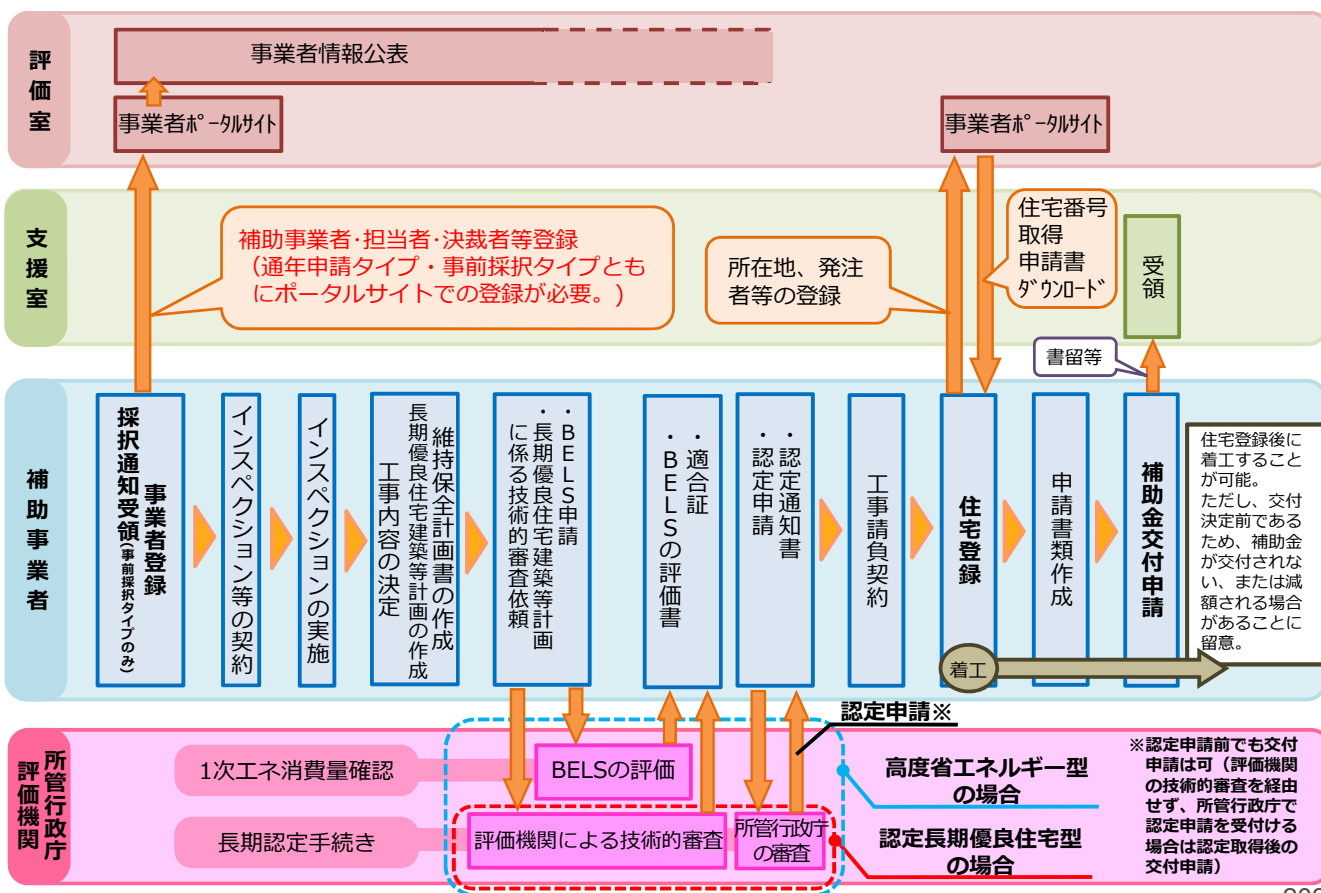 評価室
事業者情報公表
事業者ﾎﾟｰﾀﾙｻｲﾄ
事業者ﾎﾟｰﾀﾙｻｲﾄ
支援室
補助事業者･担当者･決裁者等登録
（通年申請タイプ・事前採択タイプとも
にポータルサイトでの登録が必要。)
所在地、発注
者等の登録
住宅番号
取得
申請書
ﾀﾞｳﾝﾛｰﾄﾞ
受領
書留等
補助事業者
事業者登録
採択通知受領(事前採択タイプのみ)
インスペクション等の契約
インスペクションの実施
維持保全計画書の作成
長期優良住宅建築等計画の作成
工事内容の決定
・BELS申請
・長期優良住宅建築等計画
に係る技術的審査依頼
・適合証
・BELSの評価書
・認定通知書
・認定申請
工事請負契約
住宅登録
申請書類作成
補助金交付申請
住宅登録後に
着工すること
が可能。
ただし、交付
決定前である
ため、補助金
が交付されな
い、または減
額される場合
があることに
留意。
着工
所管行政庁
評価機関
認定申請※
1次エネ消費量確認
BELSの評価
高度省エネルギー型
の場合
長期認定手続き
評価機関による技術的審査
所管行政庁
の審査
認定長期優良住宅型
の場合
※認定申請前でも交付
申請は可（評価機関
の技術的審査を経由
せず、所管行政庁で
認定申請を受付ける
場合は認定取得後の
交付申請）